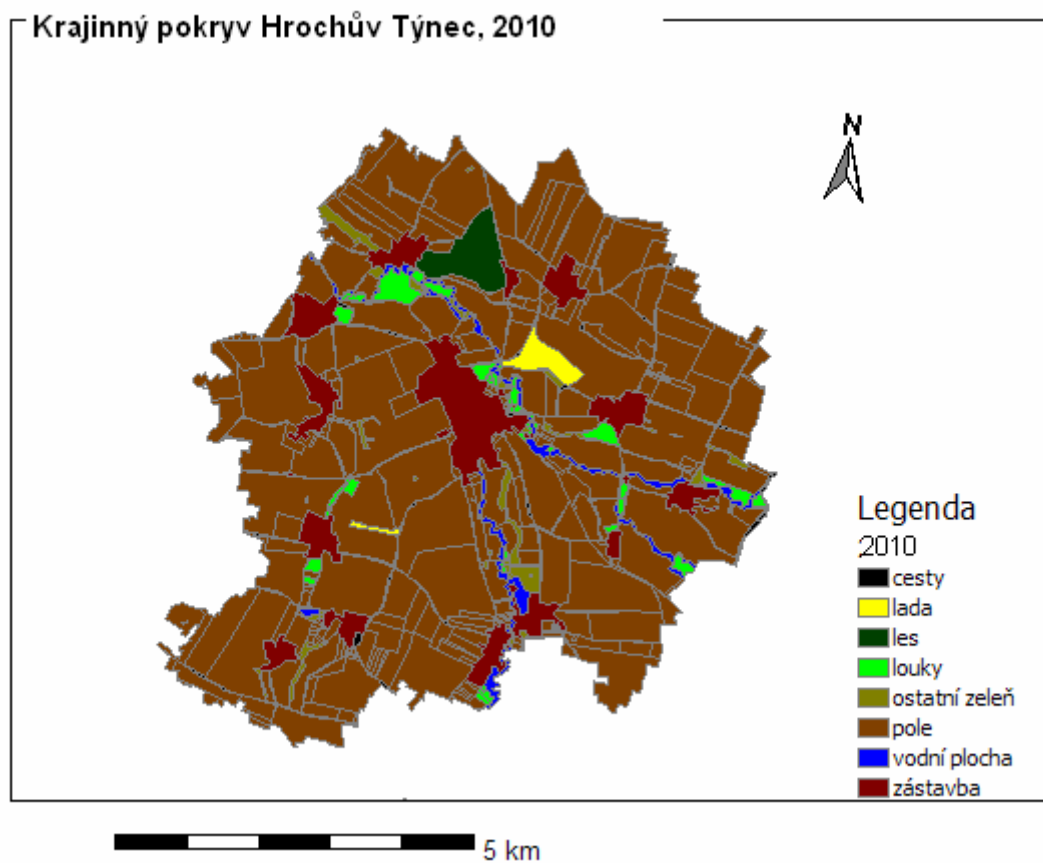 Krajinný pokryv Hrochův Týnec, 2010
N
Legenda
2010
cesty
lada
les
louky
ostatní zeleň
pole
vodní plocha
zástavba
5 km